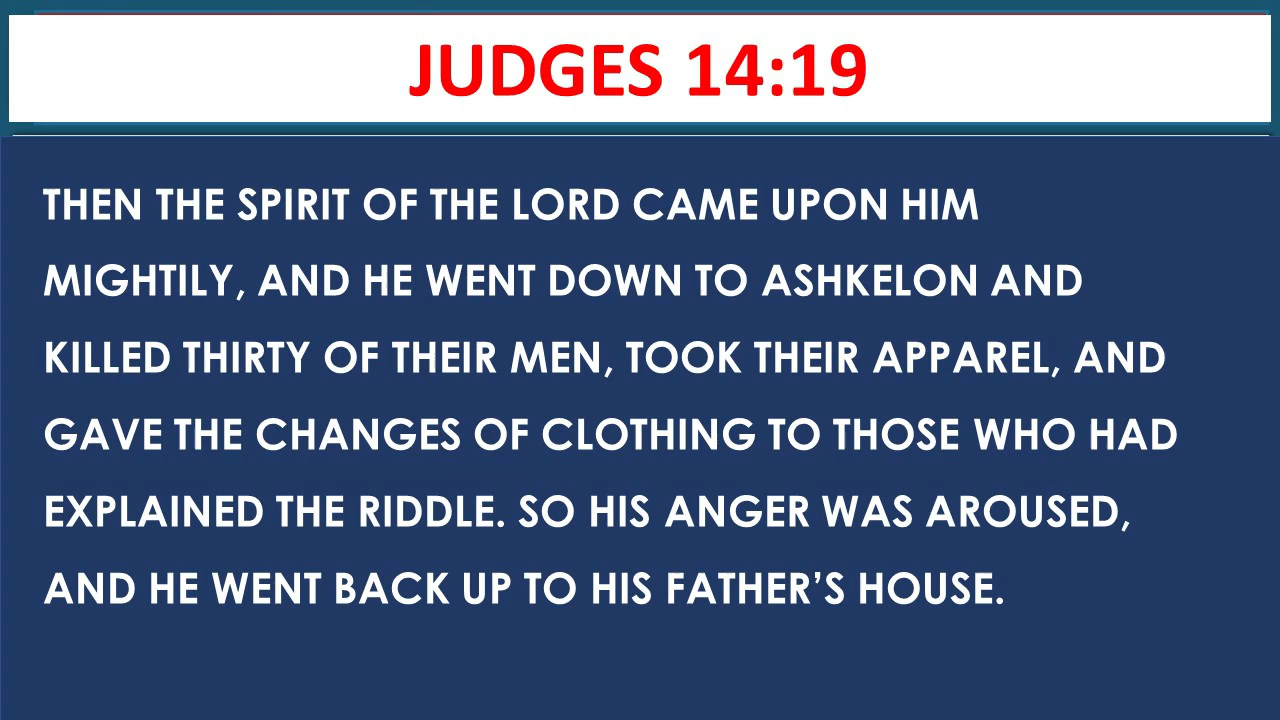 JUDGES 14:19
THEN THE SPIRIT OF THE LORD CAME UPON HIM
MIGHTILY, AND HE WENT DOWN TO ASHKELON AND
KILLED THIRTY OF THEIR MEN, TOOK THEIR APPAREL, AND
GAVE THE CHANGES OF CLOTHING TO THOSE WHO HAD
EXPLAINED THE RIDDLE. SO HIS ANGER WAS AROUSED,
AND HE WENT BACK UP TO HIS FATHER’S HOUSE.